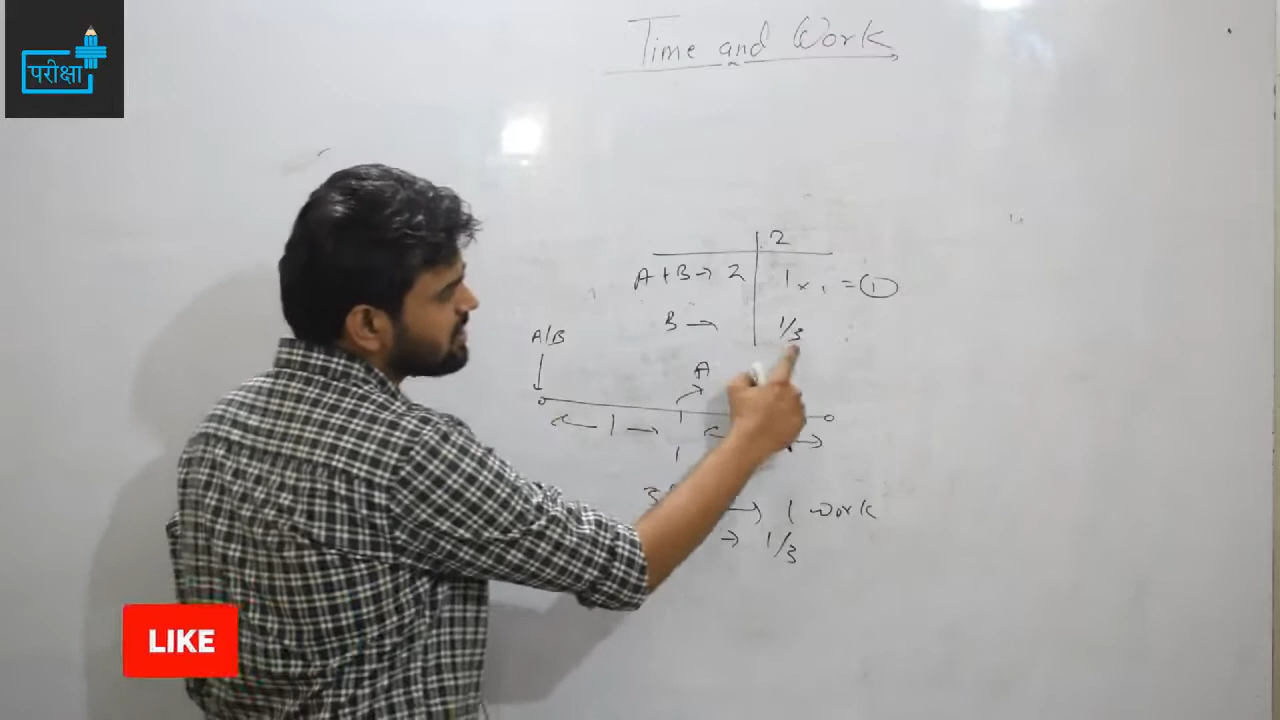 परीक्षा
Time and Work
2
A + B → 2 1 × 1 = 1
B → 1/3
A/B
A
1
1
→ 1 work
→ 1/3
LIKE